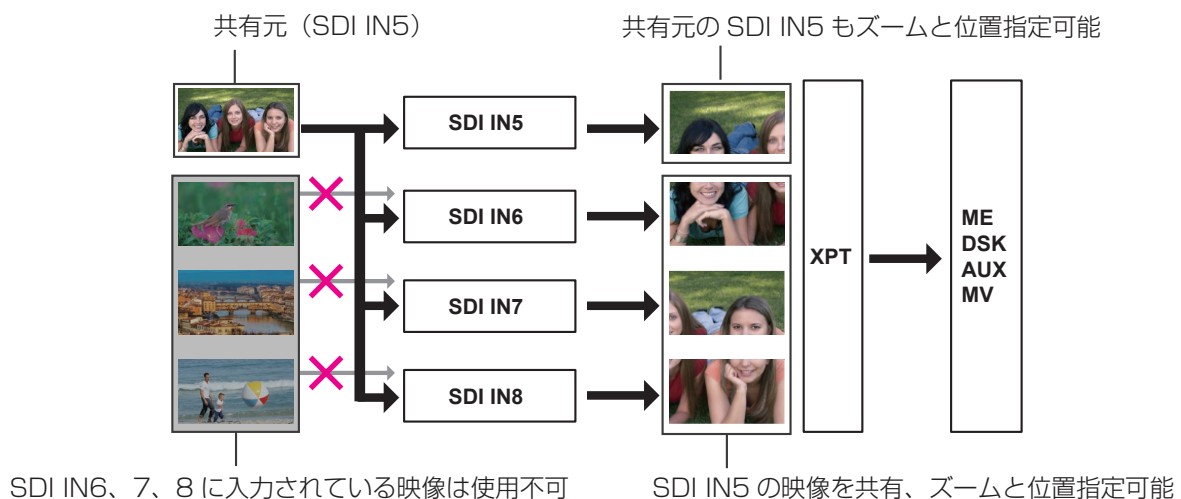 共有元（SDI IN5）
共有元の SDI IN5 もズームと位置指定可能
SDI IN5
SDI IN6
SDI IN7
SDI IN8
XPT
ME
DSK
AUX
MV
SDI IN6、7、8 に入力されている映像は使用不可
SDI IN5 の映像を共有、ズームと位置指定可能